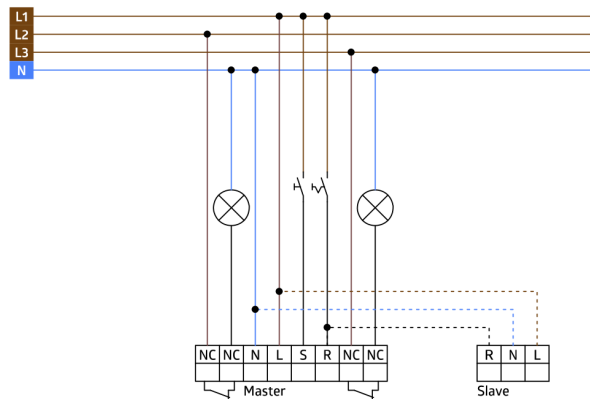 L1
L2
L3
N
NC NC N L S R NC NC
R N L
Master
Slave